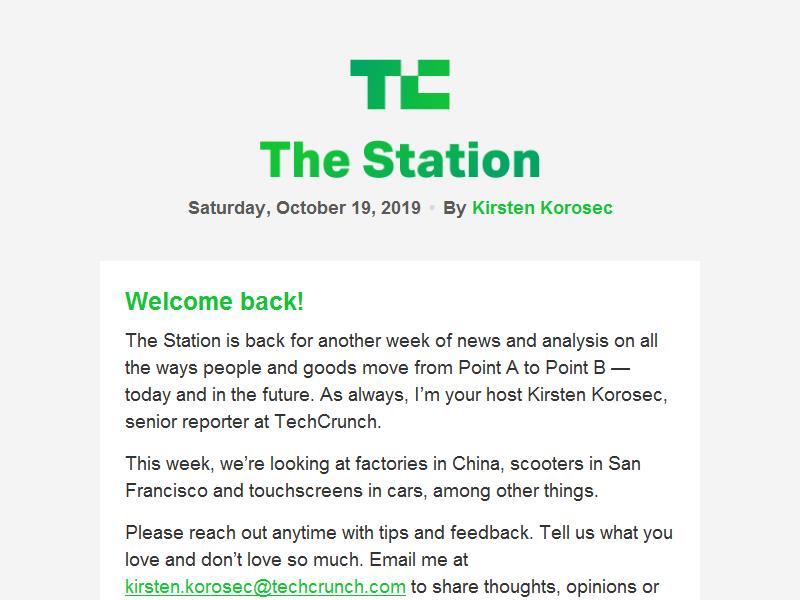 TC
The Station
Saturday, October 19, 2019 • By Kirsten Korosec
Welcome back!
The Station is back for another week of news and analysis on all
the ways people and goods move from Point A to Point B —
today and in the future. As always, I’m your host Kirsten Korosec,
senior reporter at TechCrunch.
This week, we’re looking at factories in China, scooters in San
Francisco and touchscreens in cars, among other things.
Please reach out anytime with tips and feedback. Tell us what you
love and don’t love so much. Email me at
kirsten.korosec@techcrunch.com to share thoughts, opinions or